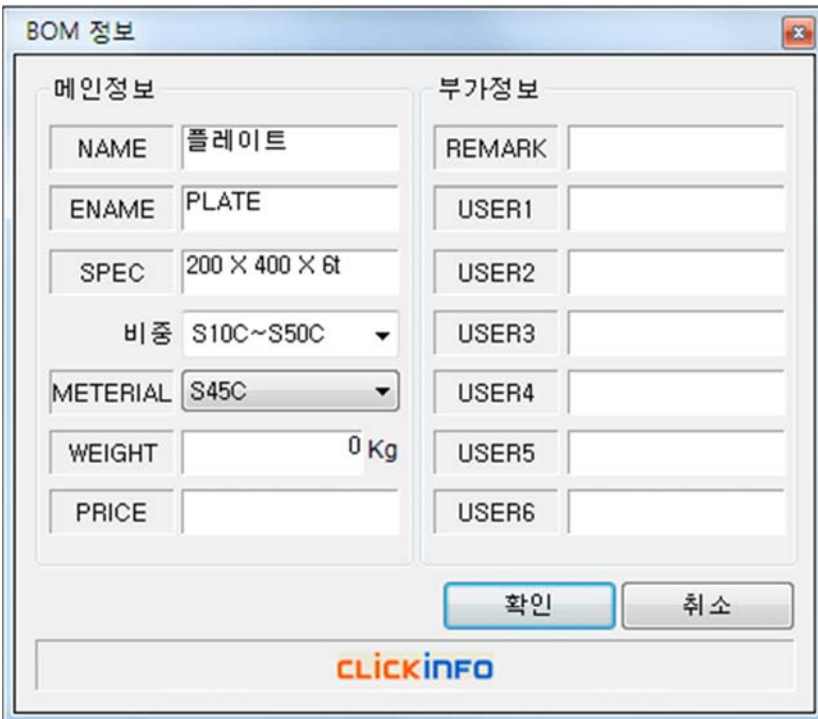 BOM 정보
메인정보
NAME 플레이트
ENAME PLATE
SPEC 200 X 400 X 6t
비중 S10C~S50C
METERIAL S45C
WEIGHT 0 Kg
PRICE
부가정보
REMARK
USER1
USER2
USER3
USER4
USER5
USER6
확인 취소
CLICKINFO